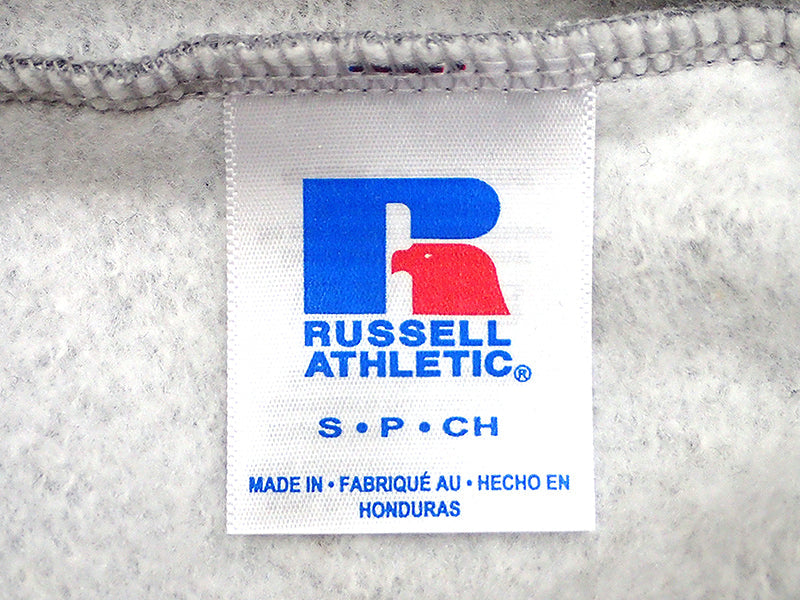 RUSSELL
ATHLETIC®
S • P • CH
MADE IN • FABRIQUÉ AU • HECHO EN
HONDURAS